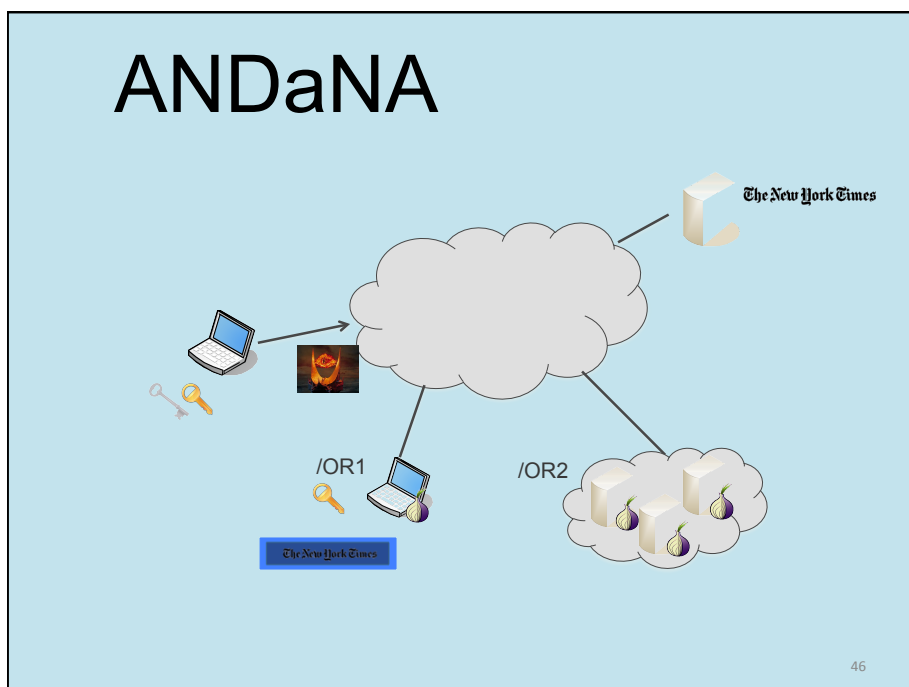 ANDaNA
The New York Times
/OR1
/OR2
The New York Times
46